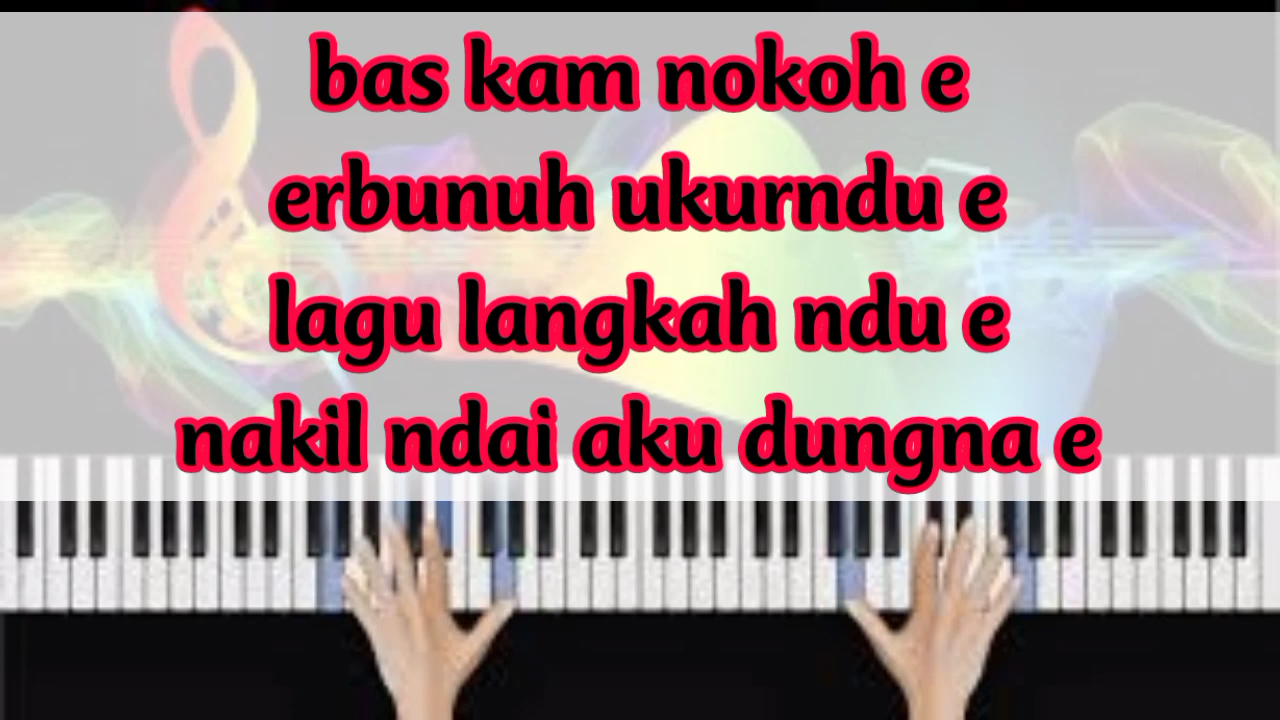 bas kam nokoh e
erbunuh ukurndu e
lagu langkah ndu e
nakil ndai aku dungna e